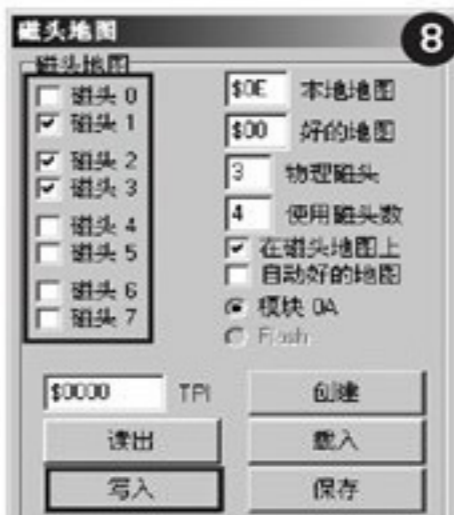 磁头地图
8
磁头地图
磁头 0
磁头 1
磁头 2
磁头 3
磁头 4
磁头 5
磁头 6
磁头 7
$0E 本地地图
$00 好的地图
3 物理磁头
4 使用磁头数
在磁头地图上
自动好的地图
模块 0A
Flash
$0000 TPI
创建
读出
载入
写入
保存